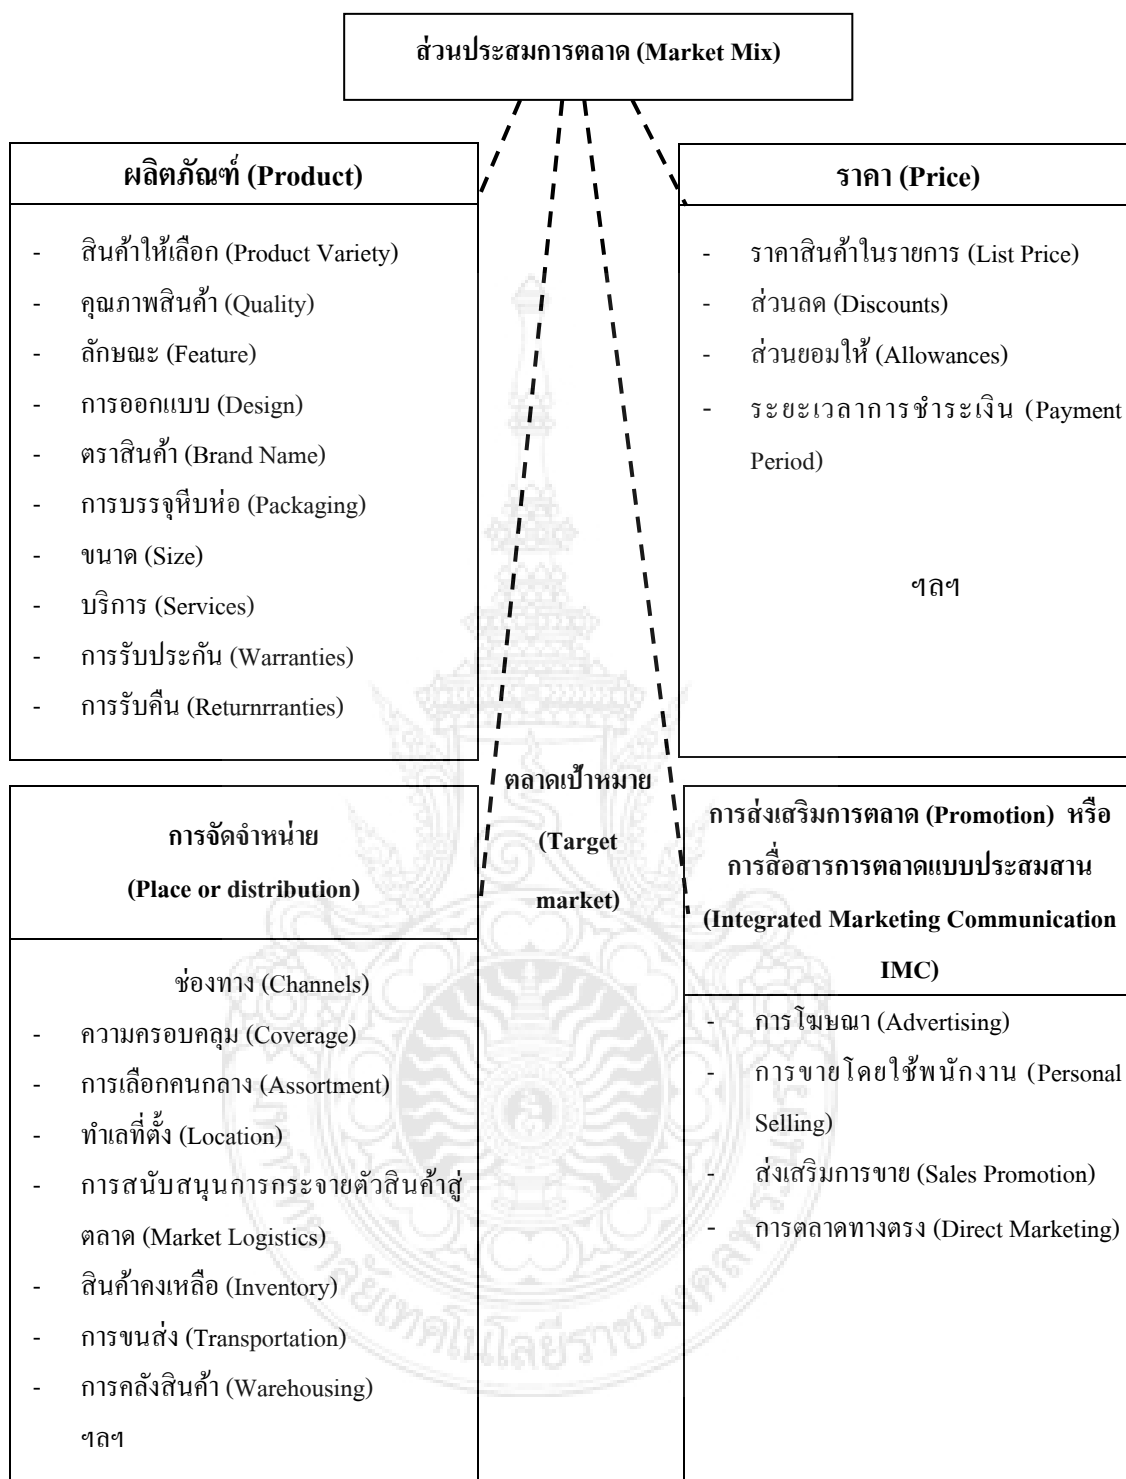 ส่วนประสมการตลาด (Market Mix)
ผลิตภัณฑ์ (Product)
- สินค้าให้เลือก (Product Variety)
- คุณภาพสินค้า (Quality)
- ลักษณะ (Feature)
- การออกแบบ (Design)
- ตราสินค้า (Brand Name)
- การบรรจุหีบห่อ (Packaging)
- ขนาด (Size)
- บริการ (Services)
- การรับประกัน (Warranties)
- การรับคืน (Returnrranties)
ราคา (Price)
- ราคาสินค้าในรายการ (List Price)
- ส่วนลด (Discounts)
- ส่วนยอมให้ (Allowances)
- ระยะเวลาการชำระเงิน (Payment
Period)
ฯลฯ
ตลาดเป้าหมาย
(Target
market)
การจัดจำหน่าย
(Place or distribution)
ช่องทาง (Channels)
- ความครอบคลุม (Coverage)
- การเลือกคนกลาง (Assortment)
- ทำเลที่ตั้ง (Location)
- การสนับสนุนการกระจายตัวสินค้าสู่
ตลาด (Market Logistics)
- สินค้าคงเหลือ (Inventory)
- การขนส่ง (Transportation)
- การคลังสินค้า (Warehousing)
ฯลฯ
การส่งเสริมการตลาด (Promotion) หรือ
การสื่อสารการตลาดแบบประสมสาน
(Integrated Marketing Communication
IMC)
- การโฆษณา (Advertising)
- การขายโดยใช้พนักงาน (Personal
Selling)
- ส่งเสริมการขาย (Sales Promotion)
- การตลาดทางตรง (Direct Marketing)